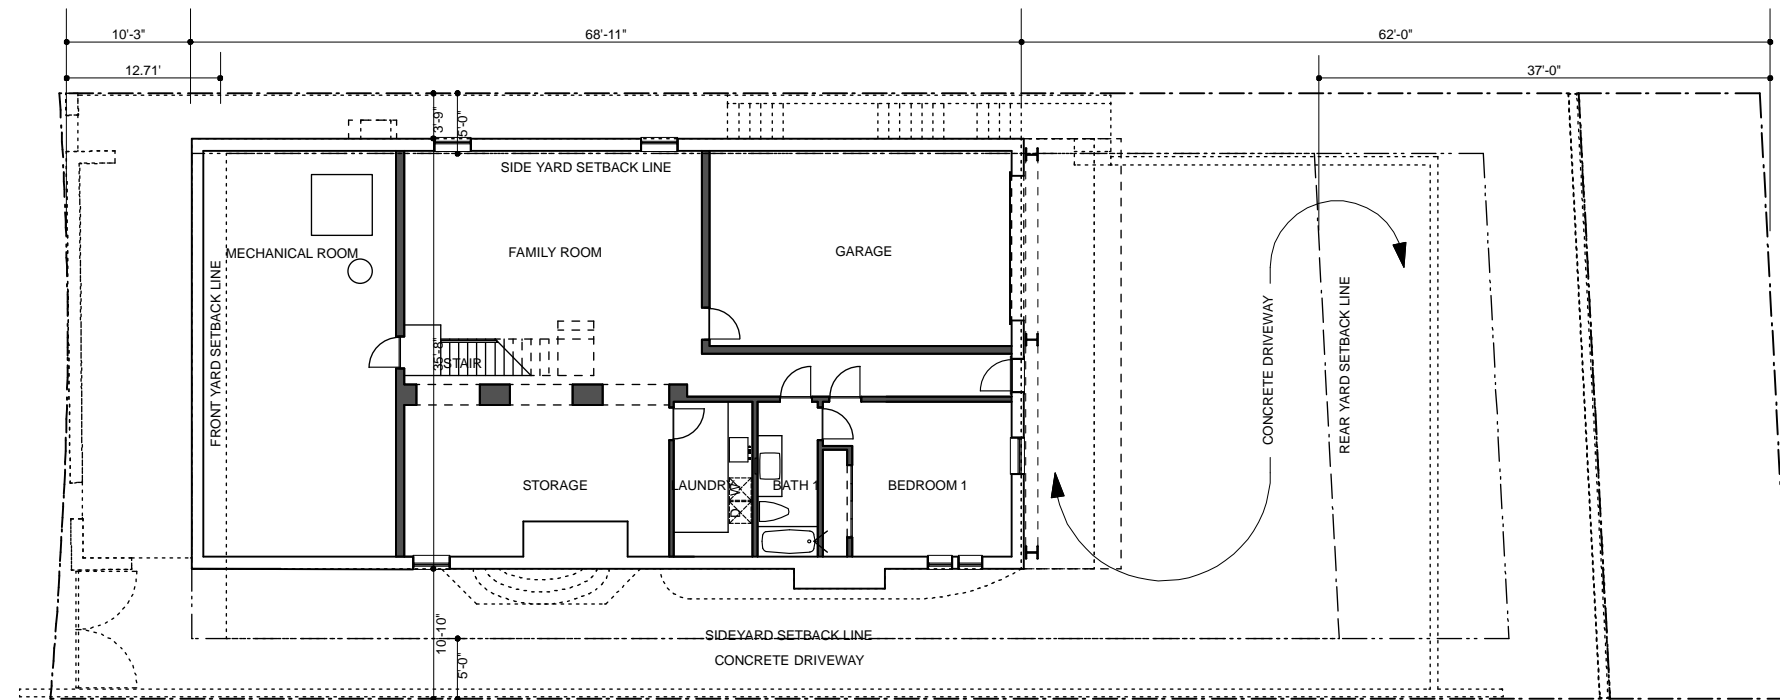 10'-3"
68'-11"
62'-0"
12.71'
37'-0"
3'-9"
5'-0"
SIDE YARD SETBACK LINE
MECHANICAL ROOM
FAMILY ROOM
GARAGE
FRONT YARD SETBACK LINE
CONCRETE DRIVEWAY
REAR YARD SETBACK LINE
35'-8"
STAIR
STORAGE
LAUNDRY
W
D
BATH 1
BEDROOM 1
10'-10"
5'-0"
SIDEYARD SETBACK LINE
CONCRETE DRIVEWAY